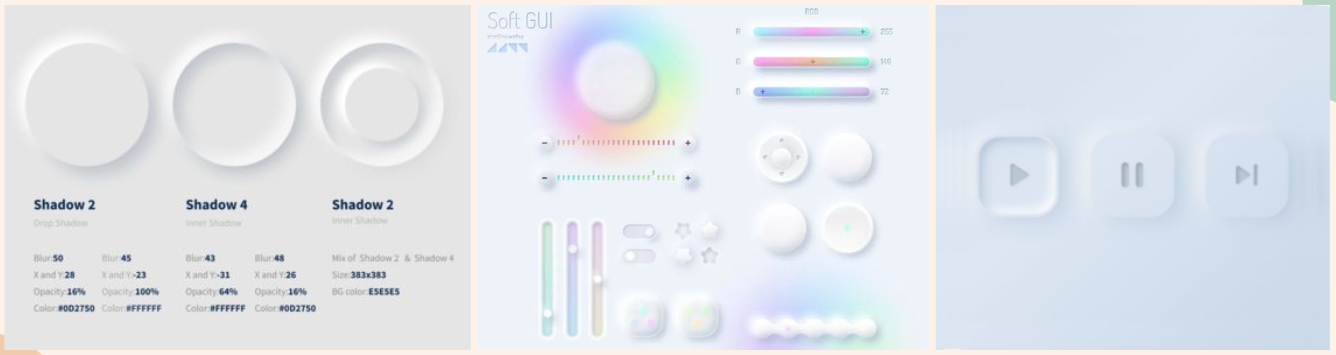 Shadow 2
Drop Shadow
Blur:50 Blur:45
X and Y:28 X and Y:-23
Opacity:16% Opacity:100%
Color:#0D2750 Color:#FFFFFF
Shadow 4
Inner Shadow
Blur:43 Blur:48
X and Y:-31 X and Y:26
Opacity:64% Opacity:16%
Color:#FFFFFF Color:#0D2750
Shadow 2
Inner Shadow
Mix of Shadow 2 & Shadow 4
Size:383x383
BG color:E5E5E5
Soft GUI
RGB
R 255
G 140
B 72